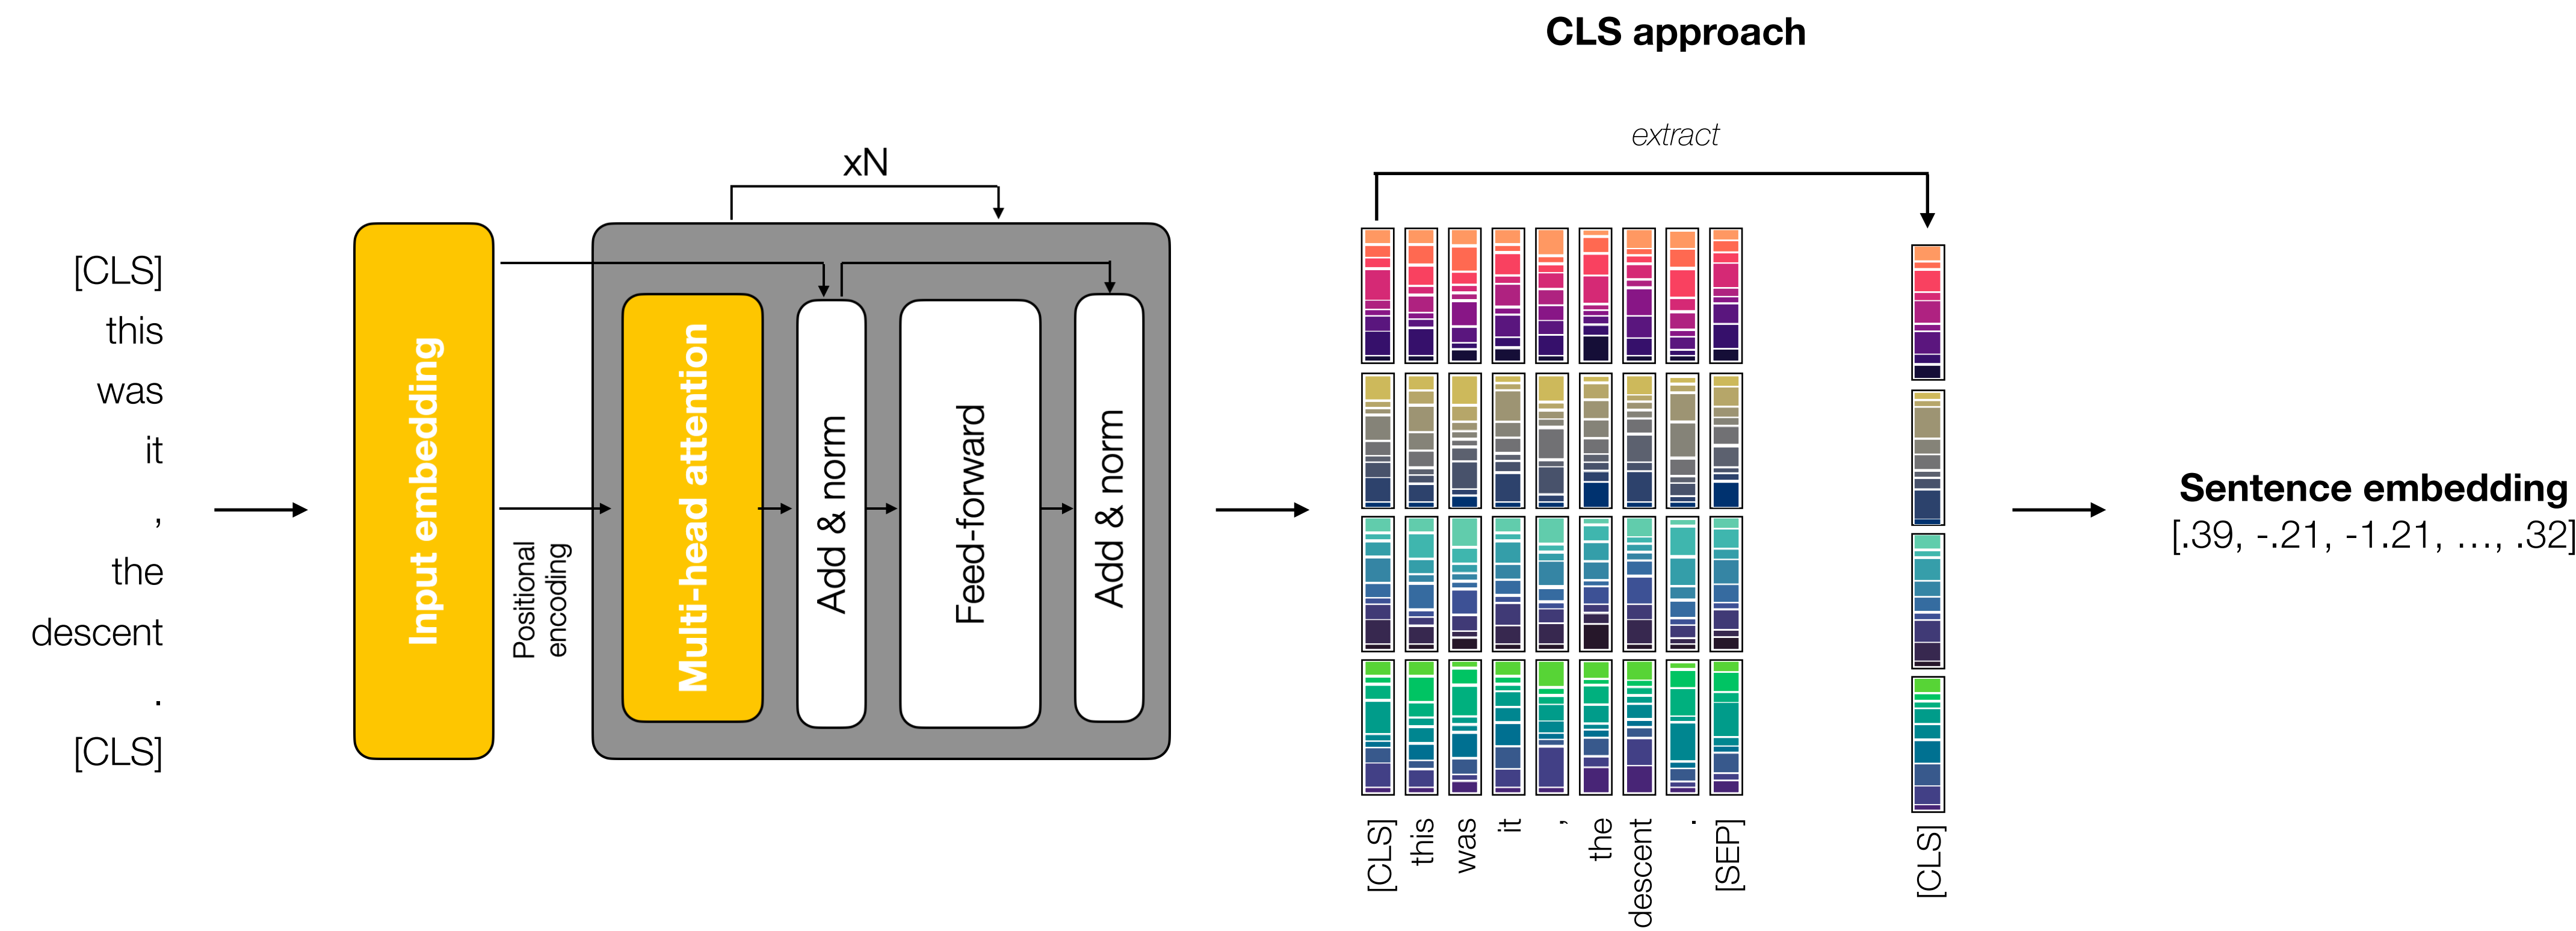 CLS approach
extract
xN
[CLS]
this
was
it
,
the
descent
.
[CLS]
Input embedding
Positional
encoding
Multi-head attention
Add & norm
Feed-forward
Add & norm
[CLS]
this
was
it
,
the
descent
.
[SEP]
[CLS]
Sentence embedding
[.39, -.21, -1.21, …, .32]